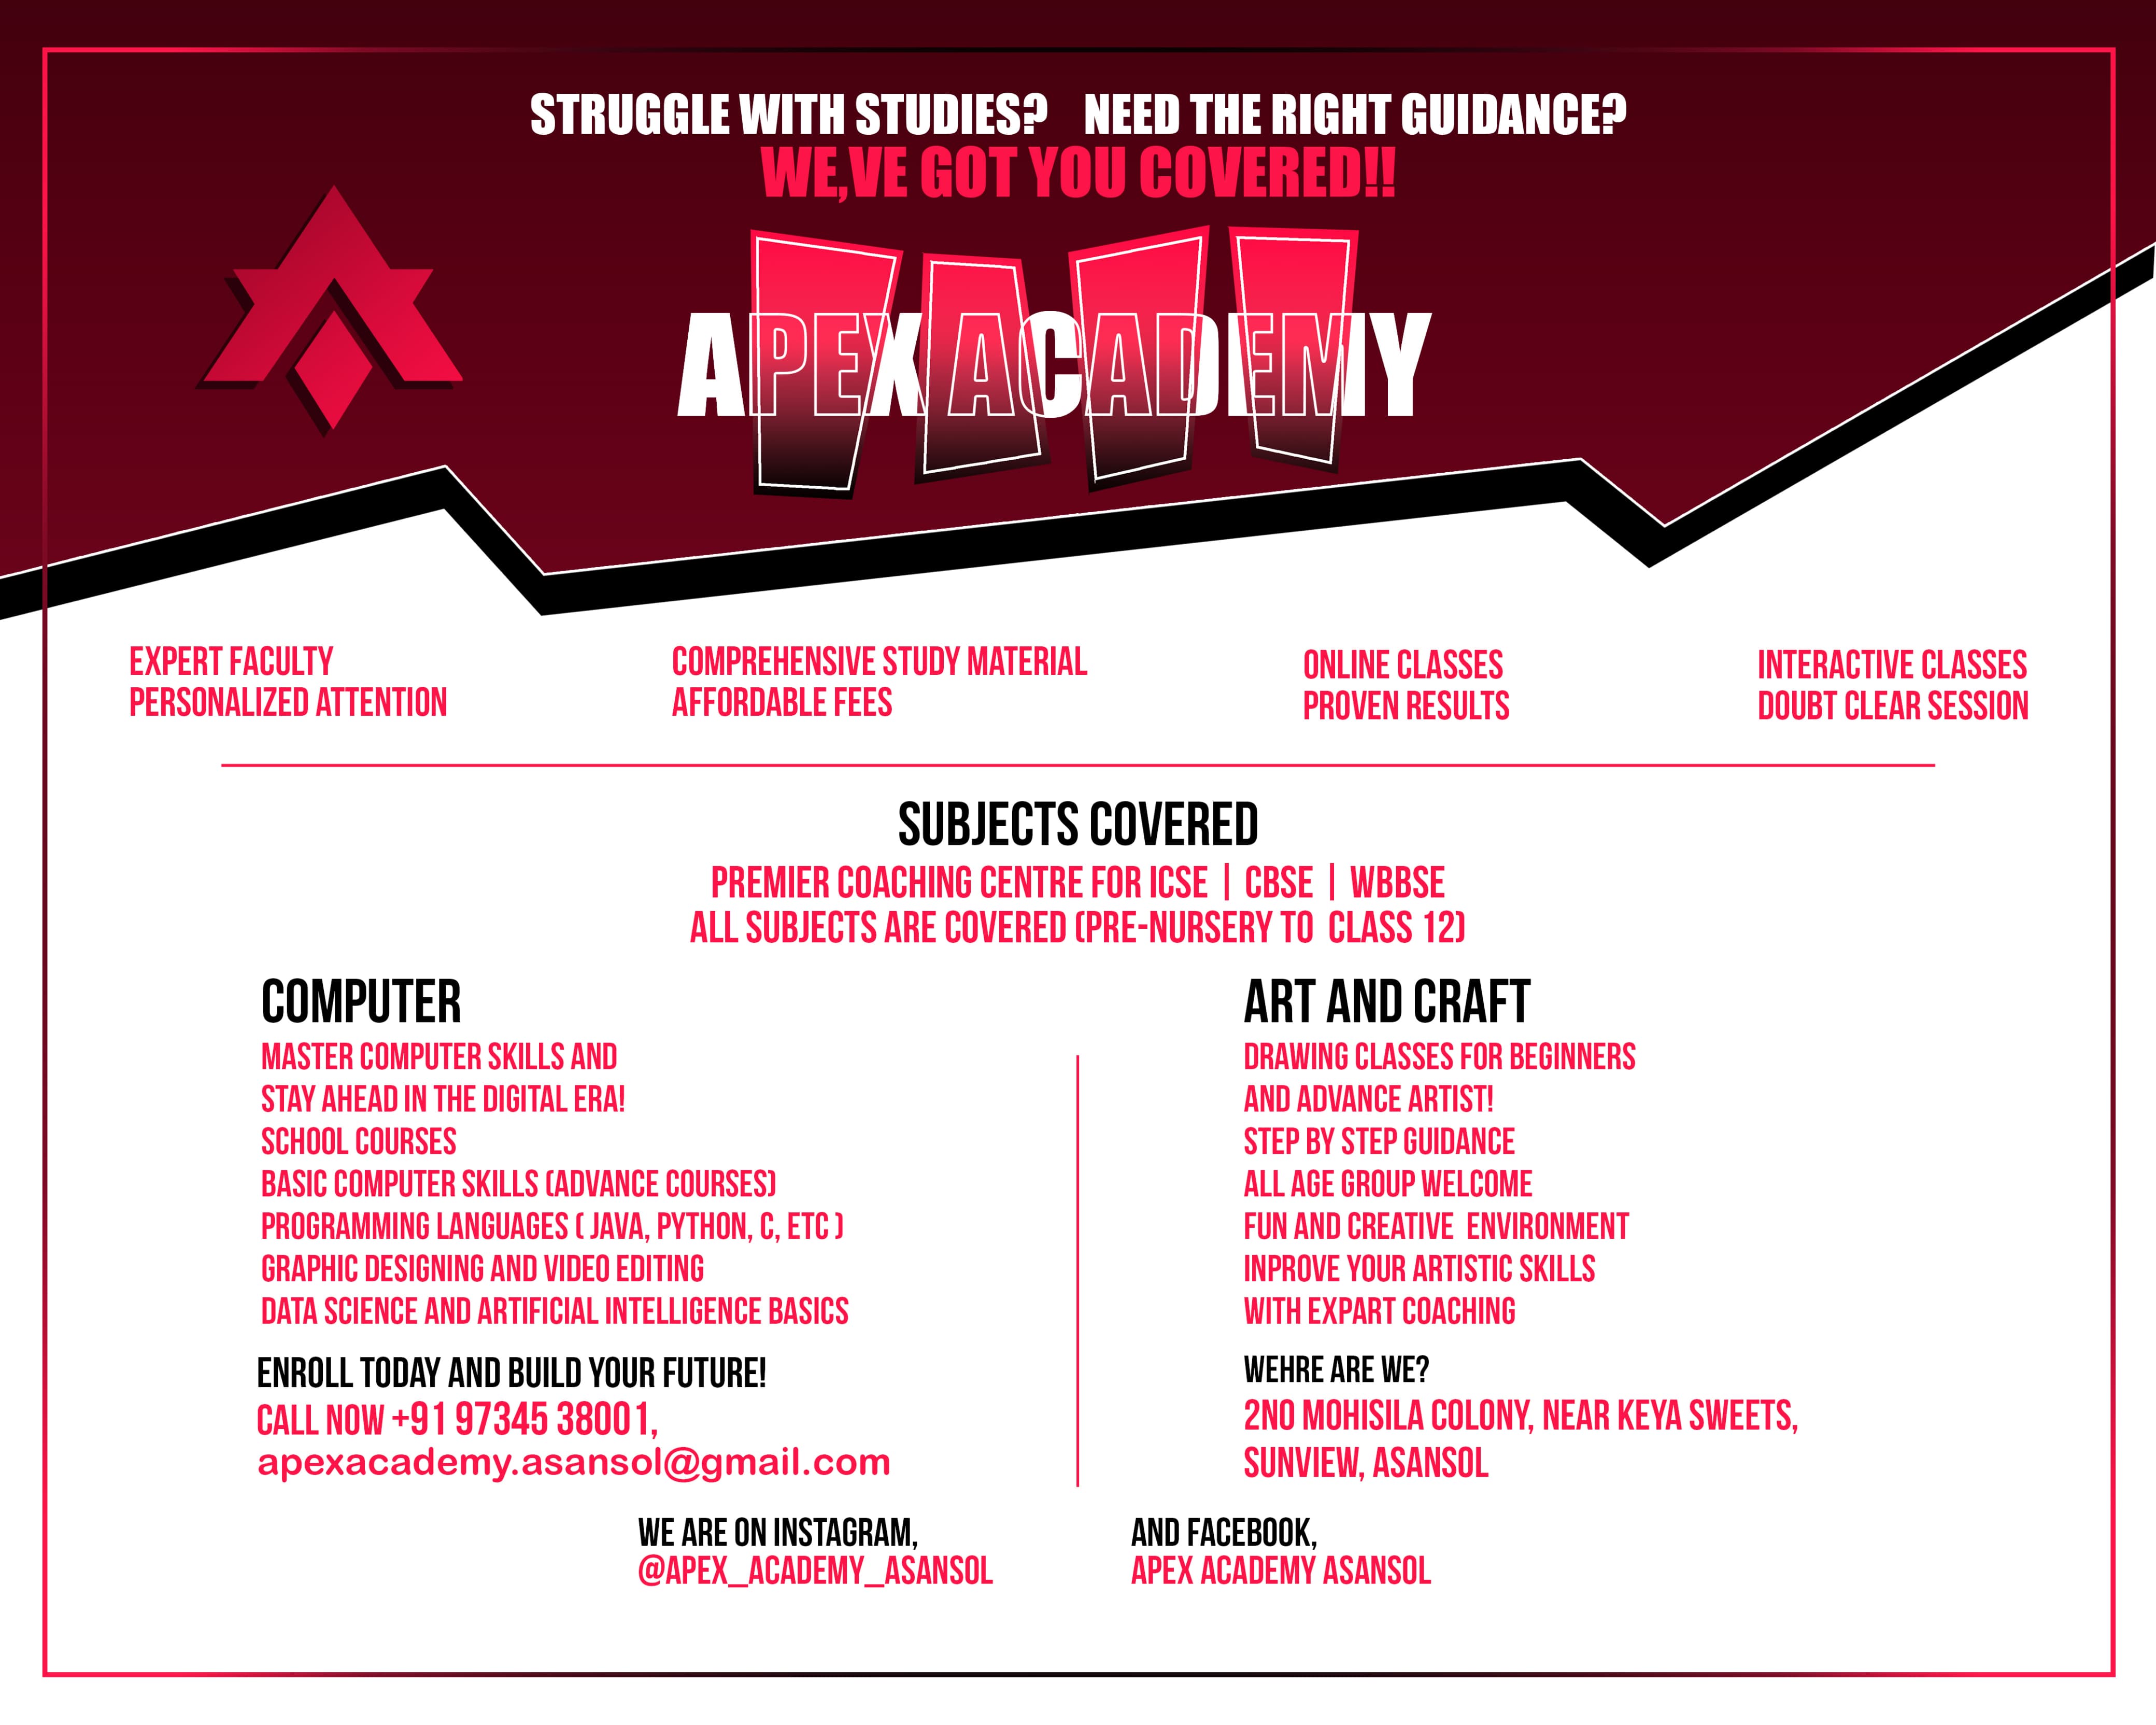 STRUGGLE WITH STUDIES? NEED THE RIGHT GUIDANCE?
WE,VE GOT YOU COVERED!!
APEX ACADEMY
EXPERT FACULTY
PERSONALIZED ATTENTION
COMPREHENSIVE STUDY MATERIAL
AFFORDABLE FEES
ONLINE CLASSES
PROVEN RESULTS
INTERACTIVE CLASSES
DOUBT CLEAR SESSION
SUBJECTS COVERED
PREMIER COACHING CENTRE FOR ICSE | CBSE | WBBSE
ALL SUBJECTS ARE COVERED (PRE-NURSERY TO CLASS 12)
COMPUTER
MASTER COMPUTER SKILLS AND
STAY AHEAD IN THE DIGITAL ERA!
SCHOOL COURSES
BASIC COMPUTER SKILLS (ADVANCE COURSES)
PROGRAMMING LANGUAGES ( JAVA, PYTHON, C, ETC )
GRAPHIC DESIGNING AND VIDEO EDITING
DATA SCIENCE AND ARTIFICIAL INTELLIGENCE BASICS
ENROLL TODAY AND BUILD YOUR FUTURE!
CALL NOW +91 97345 38001,
apexacademy.asansol@gmail.com
ART AND CRAFT
DRAWING CLASSES FOR BEGINNERS
AND ADVANCE ARTIST!
STEP BY STEP GUIDANCE
ALL AGE GROUP WELCOME
FUN AND CREATIVE ENVIRONMENT
INPROVE YOUR ARTISTIC SKILLS
WITH EXPART COACHING
WEHRE ARE WE?
2NO MOHISILA COLONY, NEAR KEYA SWEETS,
SUNVIEW, ASANSOL
WE ARE ON INSTAGRAM,
@APEX_ACADEMY_ASANSOL
AND FACEBOOK,
APEX ACADEMY ASANSOL